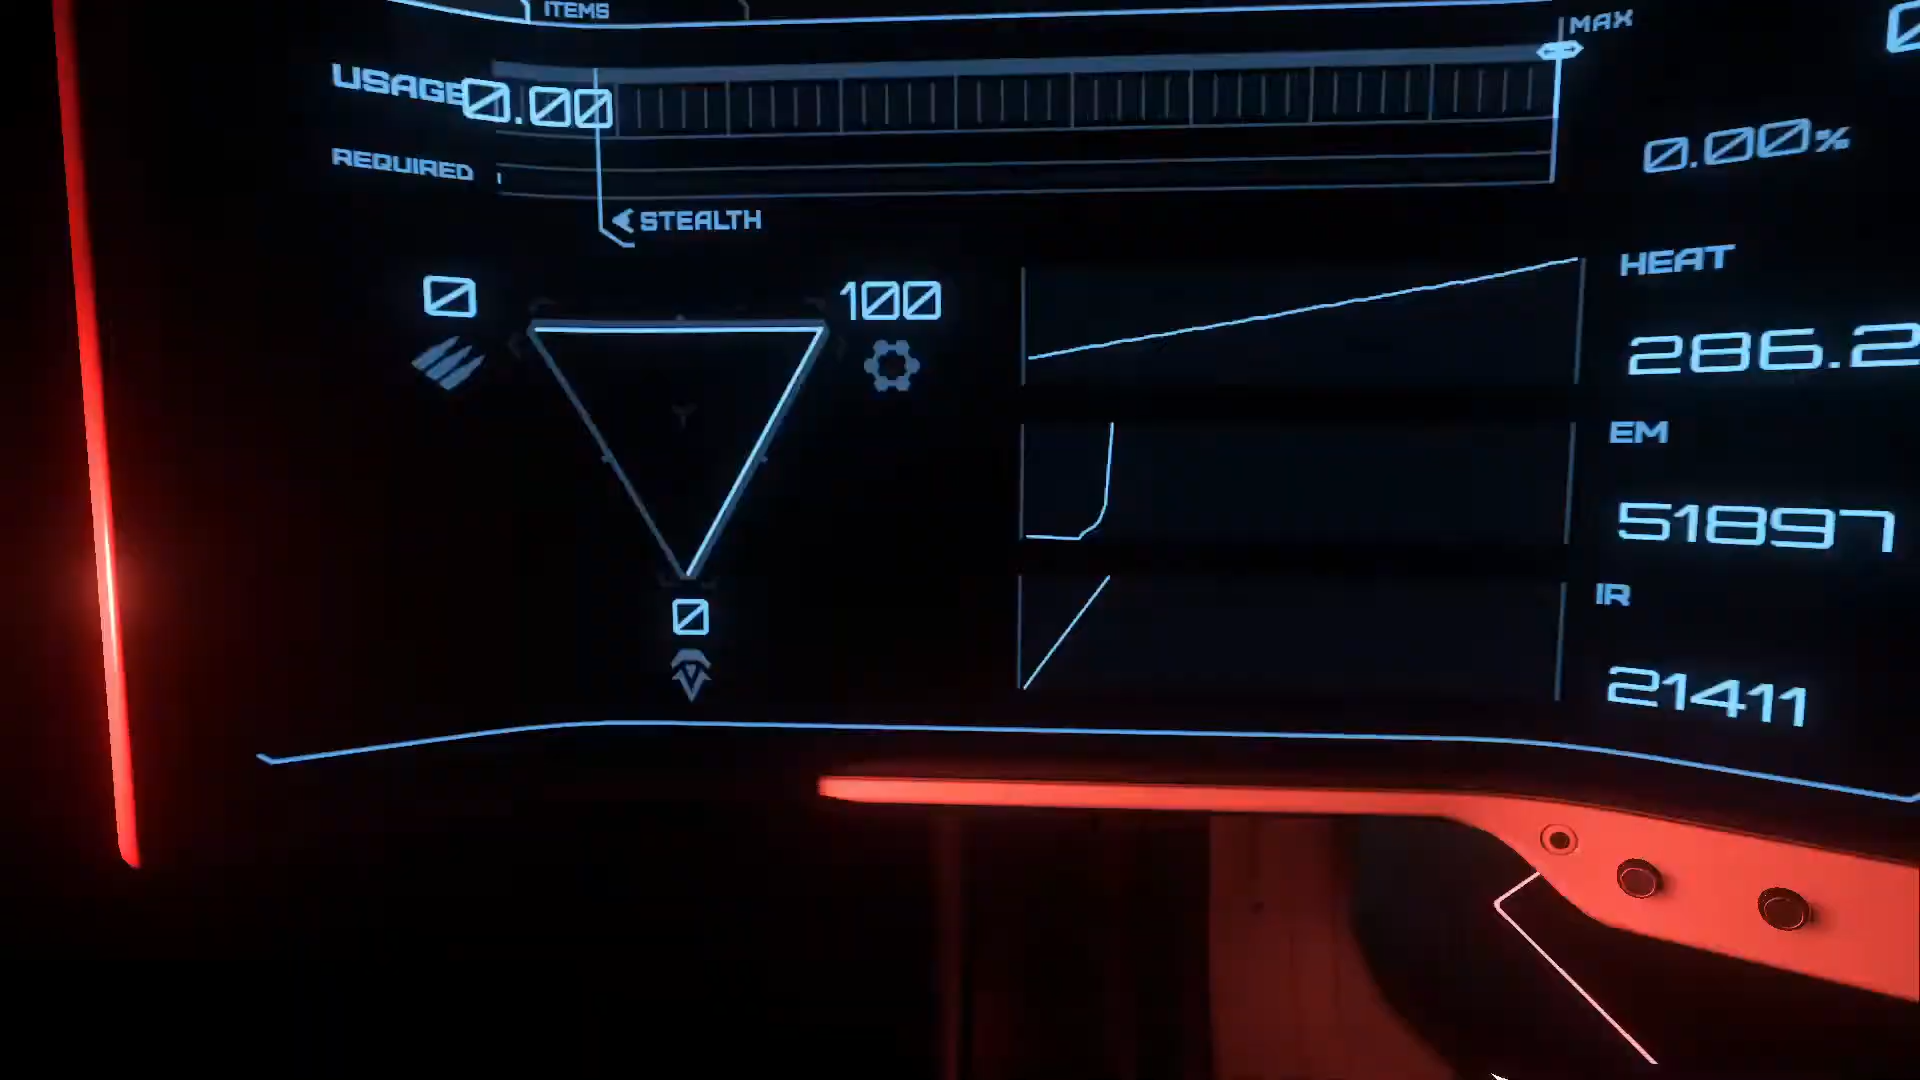 ITEMS
MAX
USAGE 0.00
0.00%
REQUIRED
STEALTH
0
100
HEAT
286.2
EM
51897
IR
0
21411